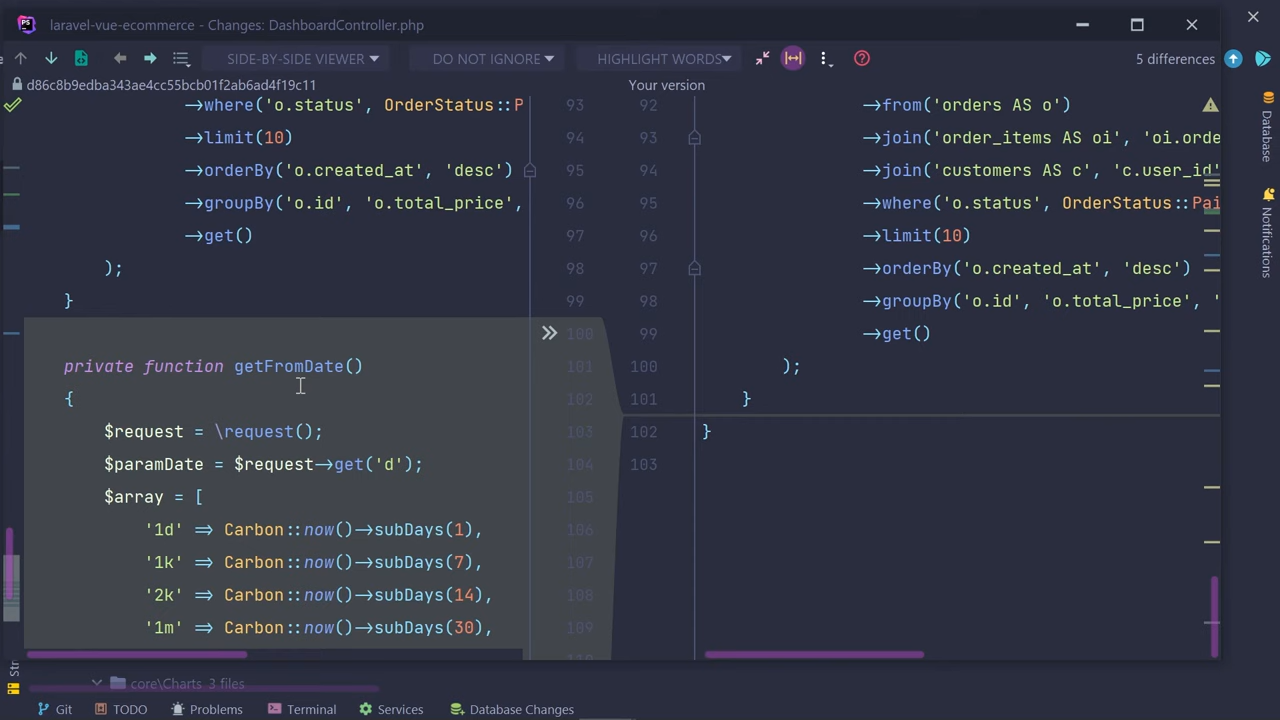 laravel-vue-ecommerce - Changes: DashboardController.php
SIDE-BY-SIDE VIEWER
DO NOT IGNORE
HIGHLIGHT WORDS
5 differences
d86c8b9edba343ae4cc55bcb01f2ab6ad4f19c11
Your version
->where('o.status', OrderStatus::P
->limit(10)
->orderBy('o.created_at', 'desc')
->groupBy('o.id', 'o.total_price',
->get()
);
}
private function getFromDate()
{
$request = \request();
$paramDate = $request->get('d');
$array = [
'1d' => Carbon::now()->subDays(1),
'1k' => Carbon::now()->subDays(7),
'2k' => Carbon::now()->subDays(14),
'1m' => Carbon::now()->subDays(30),
93
94
95
96
97
98
99
100
101
102
103
104
105
106
107
108
109
92
93
94
95
96
97
98
99
100
101
102
103
->from('orders AS o')
->join('order_items AS oi', 'oi.orde
->join('customers AS c', 'c.user_id'
->where('o.status', OrderStatus::Pai
->limit(10)
->orderBy('o.created_at', 'desc')
->groupBy('o.id', 'o.total_price', '
->get()
);
}
}
Database
Notifications
Str
core\Charts 3 files
Git
TODO
Problems
Terminal
Services
Database Changes